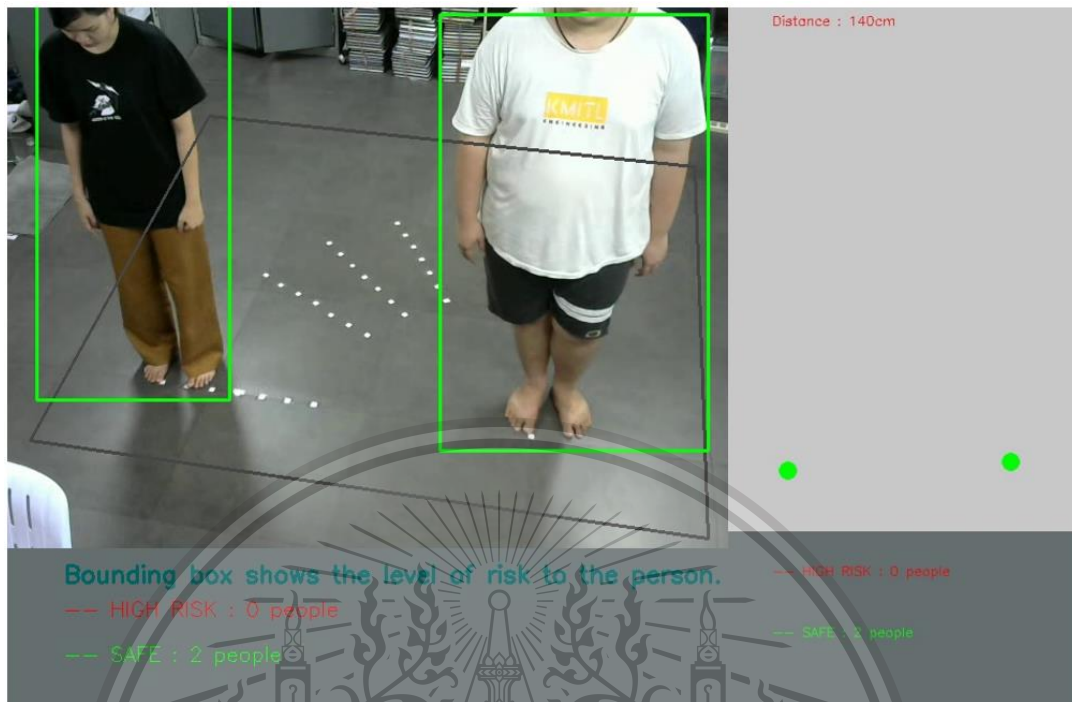 Distance : 140cm
KMITL
ENGINEERING
Bounding box shows the level of risk to the person.
-- HIGH RISK : 0 people
-- SAFE : 2 people
-- HIGH RISK : 0 people
-- SAFE : 2 people